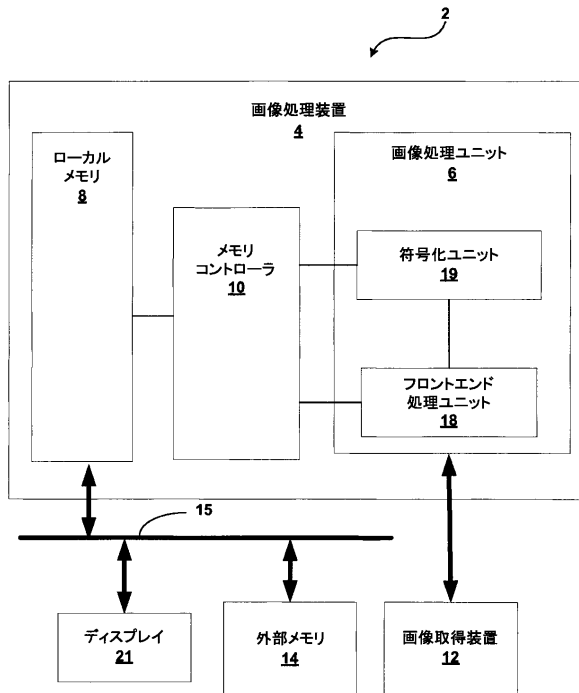 2
画像処理装置
4
ローカル
メモリ
8
画像処理ユニット
6
メモリ
コントローラ
10
符号化ユニット
19
フロントエンド
処理ユニット
18
15
ディスプレイ
21
外部メモリ
14
画像取得装置
12